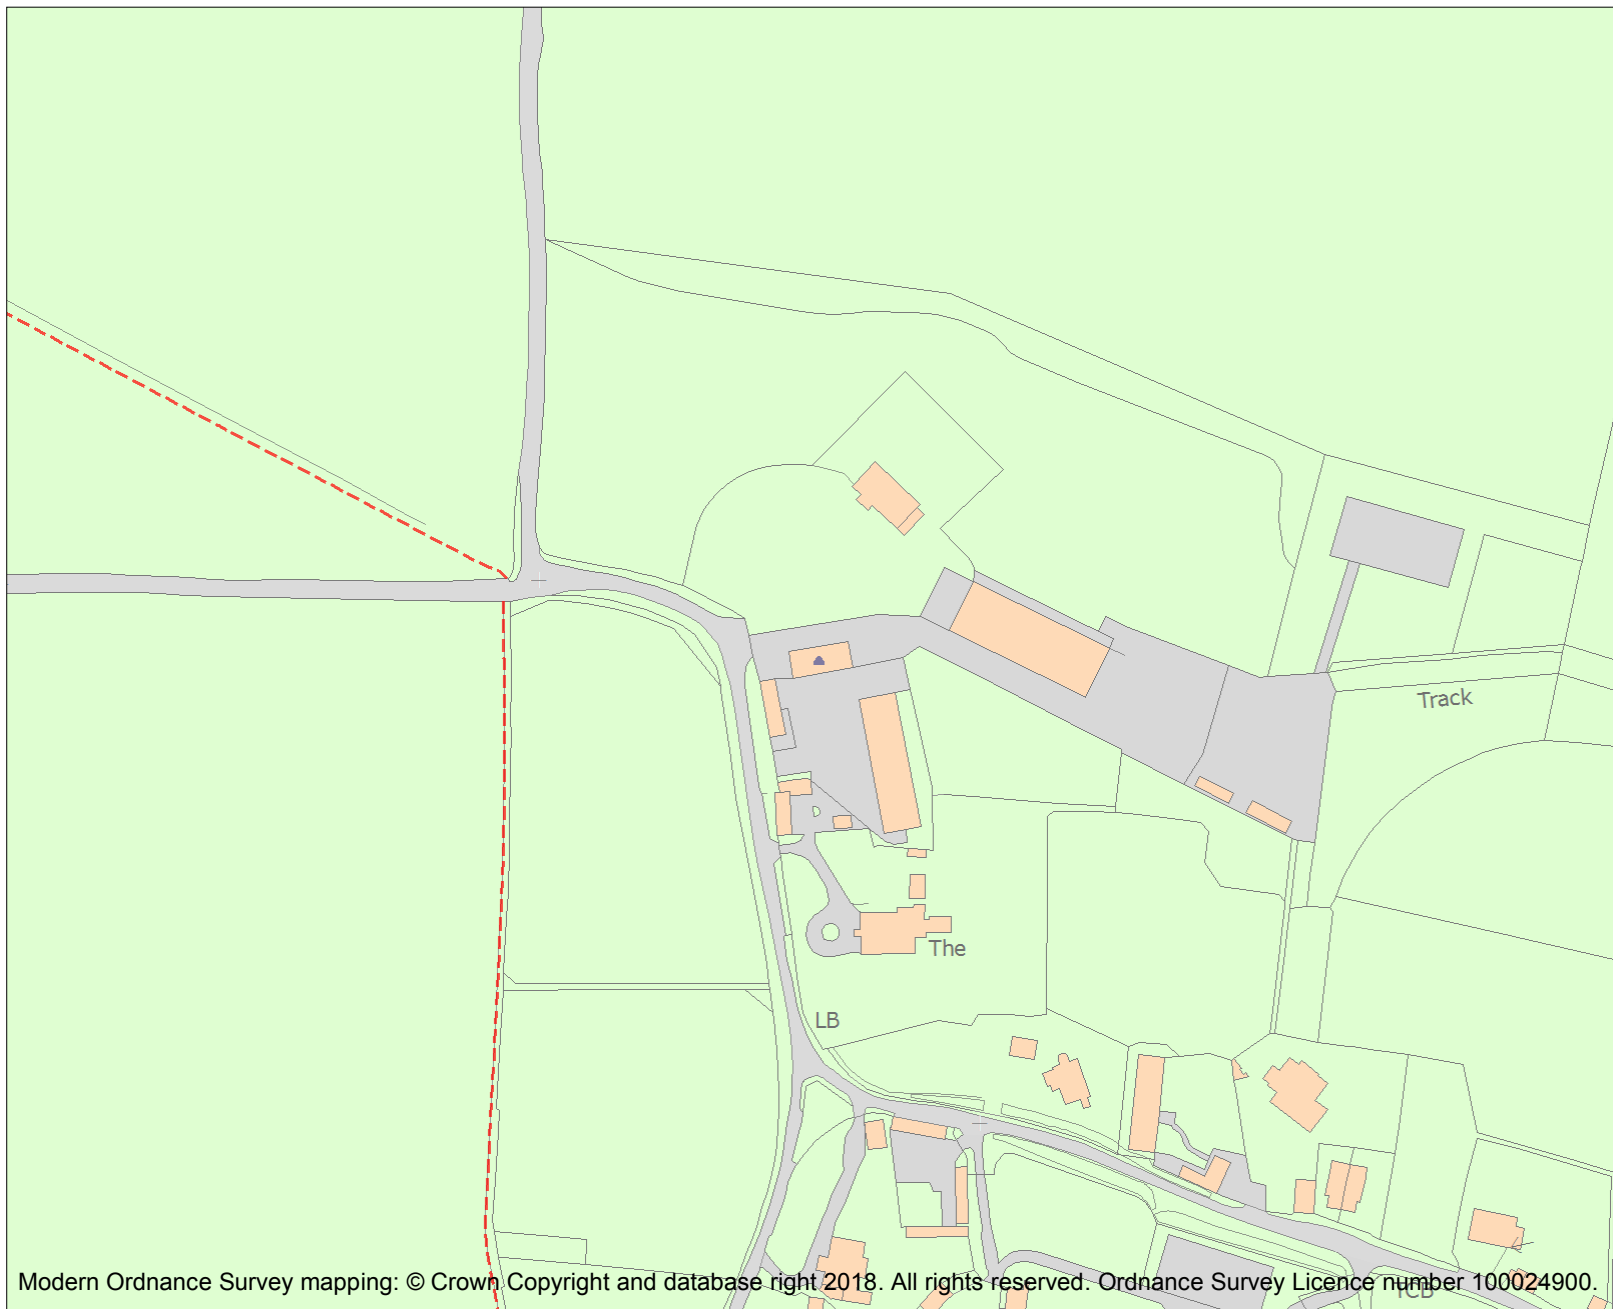 Track
The
LB
Modern Ordnance Survey mapping: © Crown Copyright and database right 2018. All rights reserved. Ordnance Survey Licence number 100024900.
TCB